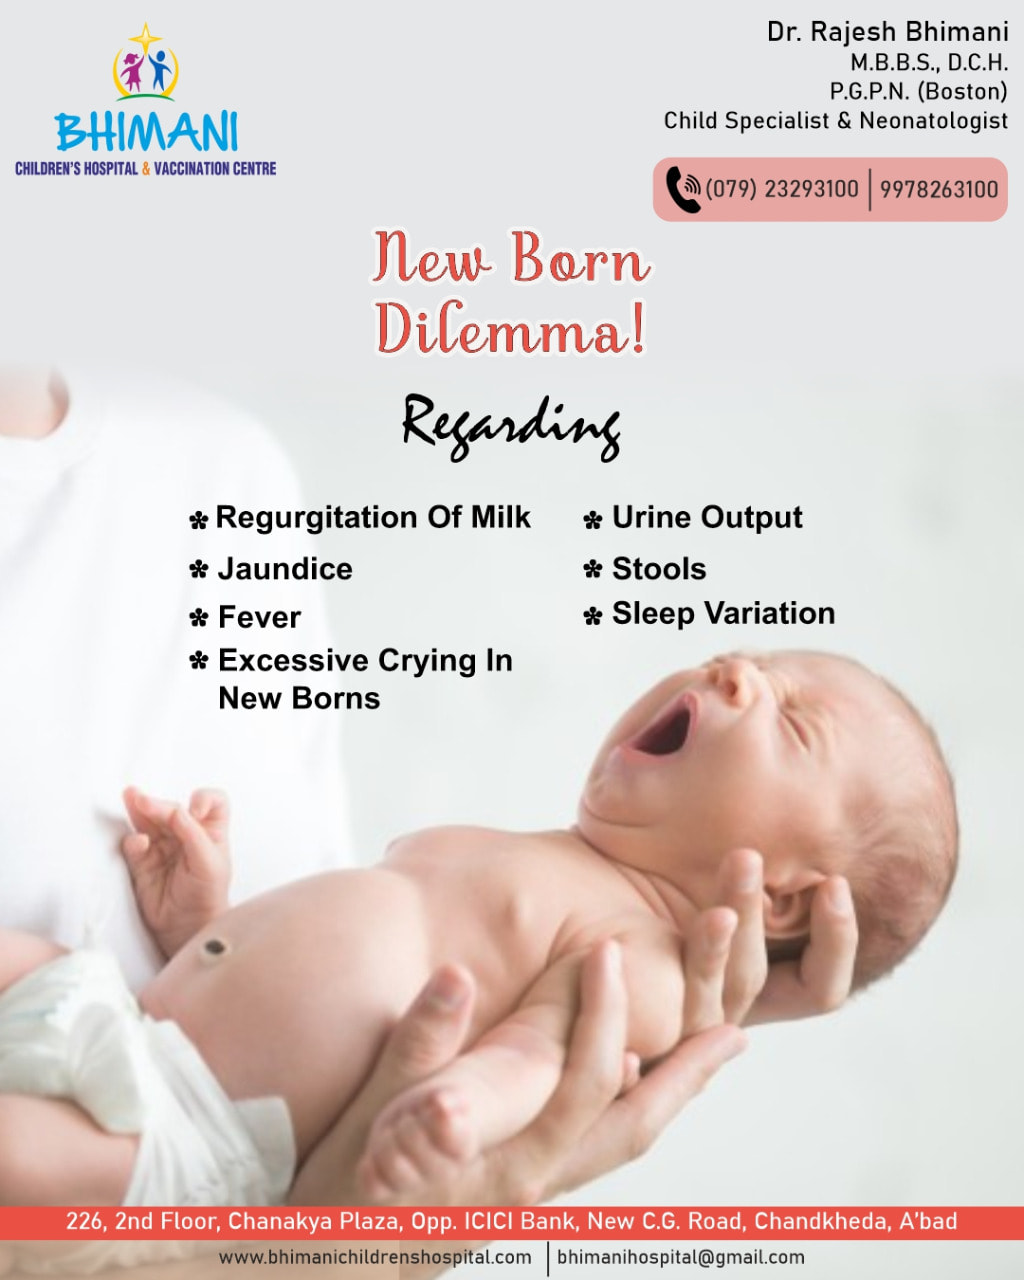 BHIMANI
CHILDREN'S HOSPITAL & VACCINATION CENTRE
Dr. Rajesh Bhimani
M.B.B.S., D.C.H.
P.G.P.N. (Boston)
Child Specialist & Neonatologist
(079) 23293100 | 9978263100
New Born
Dilemma!
Regarding
Regurgitation Of Milk
Jaundice
Fever
Excessive Crying In
New Borns
Urine Output
Stools
Sleep Variation
226, 2nd Floor, Chanakya Plaza, Opp. ICICI Bank, New C.G. Road, Chandkheda, A'bad
www.bhimanichildrenshospital.com | bhimanihospital@gmail.com